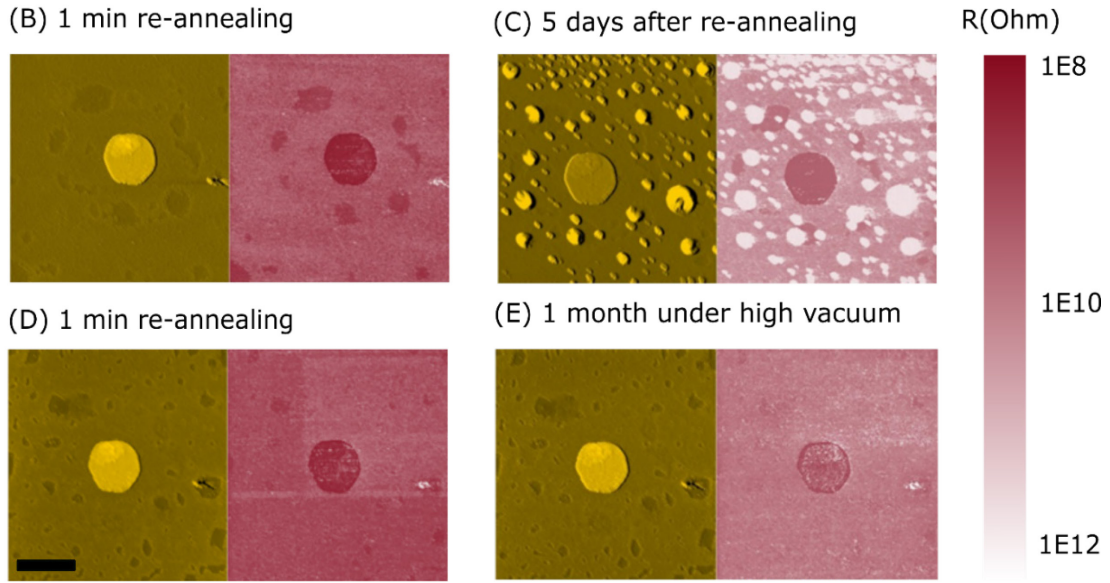 (B) 1 min re-annealing
(C) 5 days after re-annealing
R(Ohm)
1E8
1E10
(D) 1 min re-annealing
(E) 1 month under high vacuum
1E12